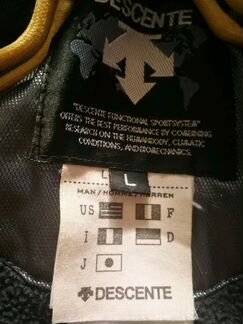 DESCENTE
"DESCENTE FUNCTIONAL SPORTSYSTEM"
OFFERS THE BEST PERFORMANCE BY COMBINING
RESEARCH ON THE HUMANBODY, CLIMATIC
CONDITIONS, AND BIOMECHANICS.
L
L
MAN / HOMME / HERREN
US F
I D
J
DESCENTE